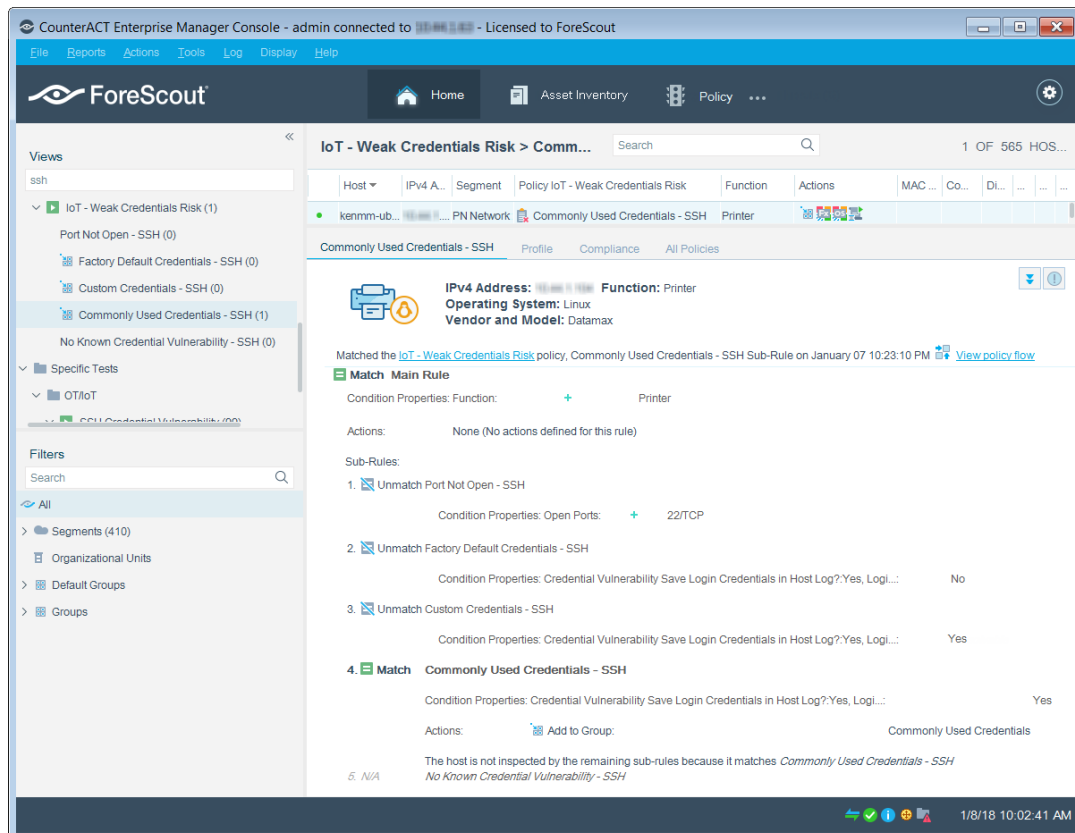 CounterACT Enterprise Manager Console - admin connected to - Licensed to ForeScout
File Reports Actions Tools Log Display Help
ForeScout
Home
Asset Inventory
Policy ...
«
Views
ssh
IoT - Weak Credentials Risk (1)
Port Not Open - SSH (0)
Factory Default Credentials - SSH (0)
Custom Credentials - SSH (0)
Commonly Used Credentials - SSH (1)
No Known Credential Vulnerability - SSH (0)
Specific Tests
OT/IoT
SSH Credential Vulnerability (99)
Filters
Search
All
Segments (410)
Organizational Units
Default Groups
Groups
IoT - Weak Credentials Risk > Comm...
Search
1 OF 565 HOS...
Host IPv4 A... Segment Policy IoT - Weak Credentials Risk Function Actions MAC ... Co... Di... ... ... ...
kenmm-ub... .... PN Network Commonly Used Credentials - SSH Printer
Commonly Used Credentials - SSH Profile Compliance All Policies
IPv4 Address: Function: Printer
Operating System: Linux
Vendor and Model: Datamax
Matched the IoT - Weak Credentials Risk policy, Commonly Used Credentials - SSH Sub-Rule on January 07 10:23:10 PM View policy flow
Match Main Rule
Condition Properties: Function: + Printer
Actions: None (No actions defined for this rule)
Sub-Rules:
1. Unmatch Port Not Open - SSH
Condition Properties: Open Ports: + 22/TCP
2. Unmatch Factory Default Credentials - SSH
Condition Properties: Credential Vulnerability Save Login Credentials in Host Log?:Yes, Logi...: No
3. Unmatch Custom Credentials - SSH
Condition Properties: Credential Vulnerability Save Login Credentials in Host Log?:Yes, Logi...: Yes
4. Match Commonly Used Credentials - SSH
Condition Properties: Credential Vulnerability Save Login Credentials in Host Log?:Yes, Logi...: Yes
Actions: Add to Group: Commonly Used Credentials
The host is not inspected by the remaining sub-rules because it matches Commonly Used Credentials - SSH
5. N/A No Known Credential Vulnerability - SSH
1/8/18 10:02:41 AM